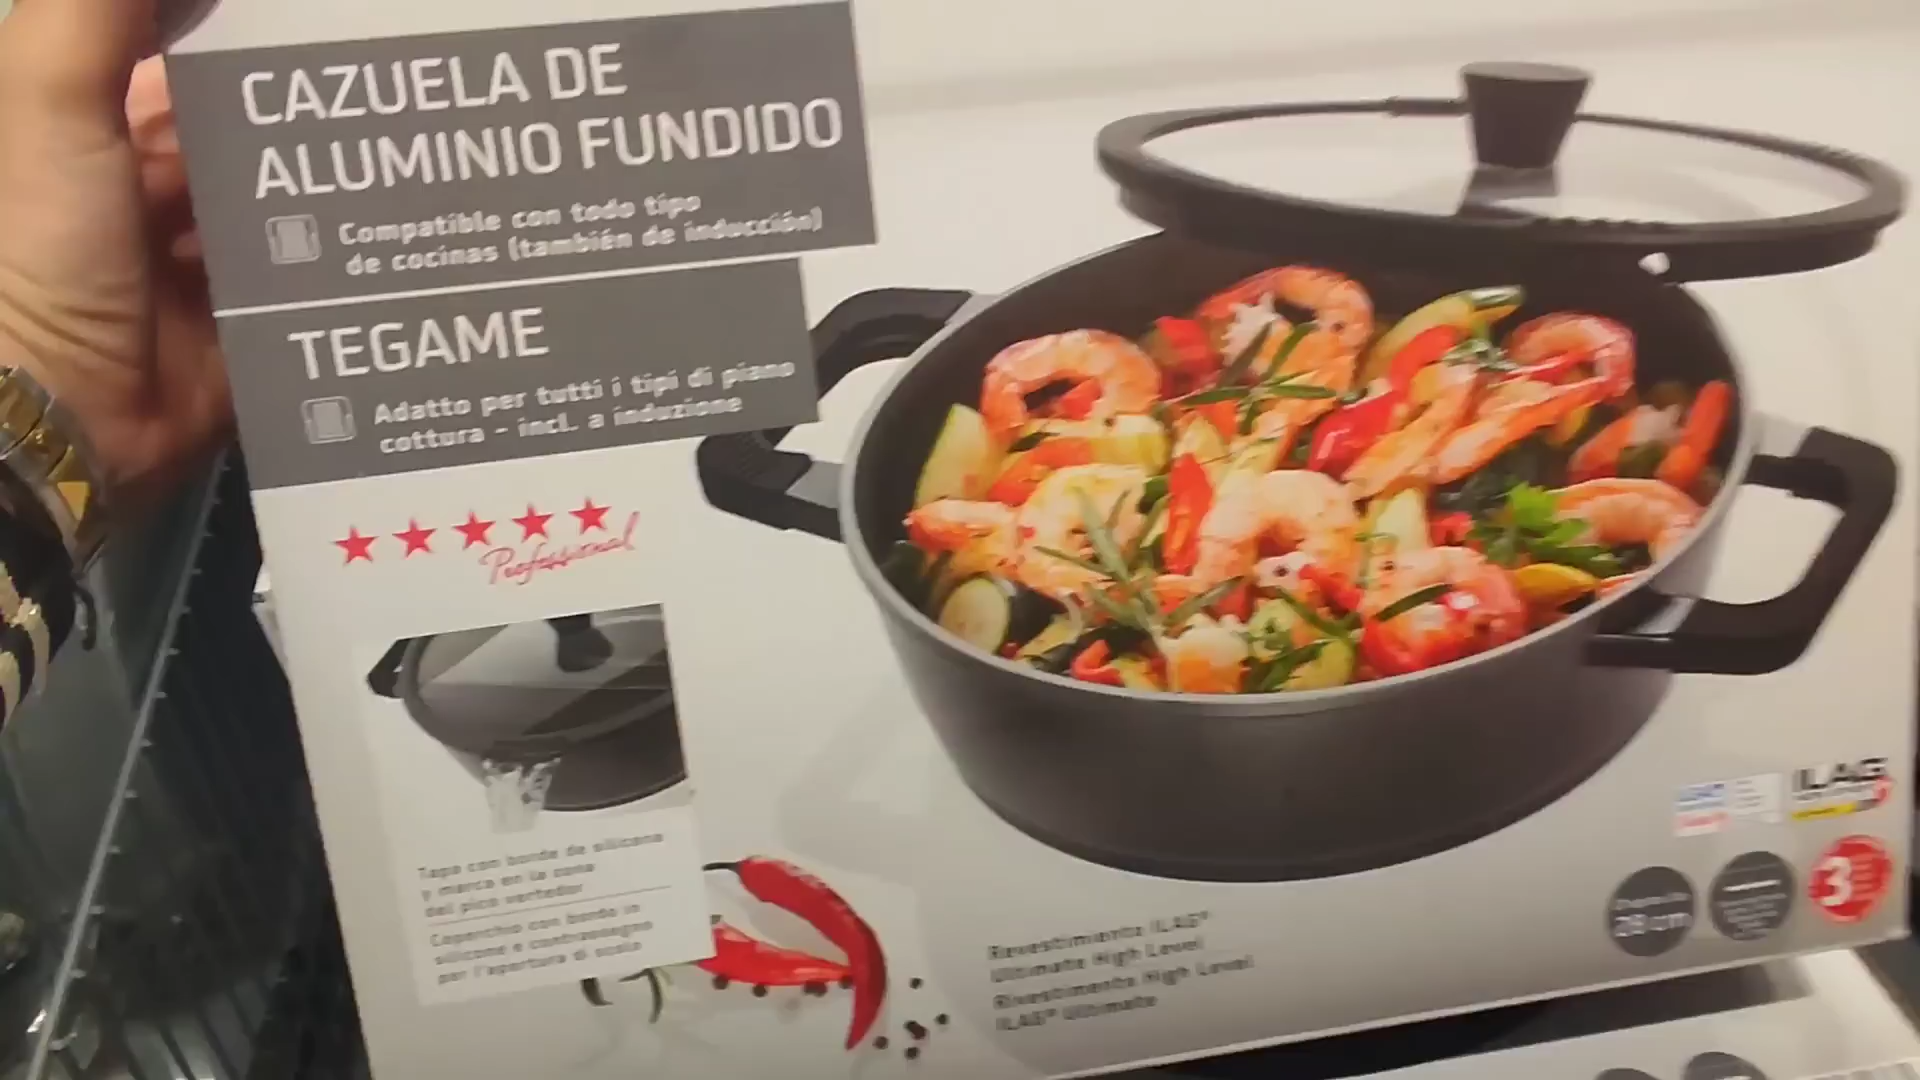 CAZUELA DE
ALUMINIO FUNDIDO
Compatible con todo tipo
de cocinas (también de inducción)
TEGAME
Adatto per tutti i tipi di piano
cottura - incl. a induzione
Professional
Tapa con borde de silicona
y marca en la zona
del pico vertedor
Coperchio con bordo in
silicone e contrassegno
per l'apertura di scolo
Revestimiento ILAG®
Ultimate High Level
Rivestimento High Level
ILAG® Ultimate
ILAG
28 cm
3